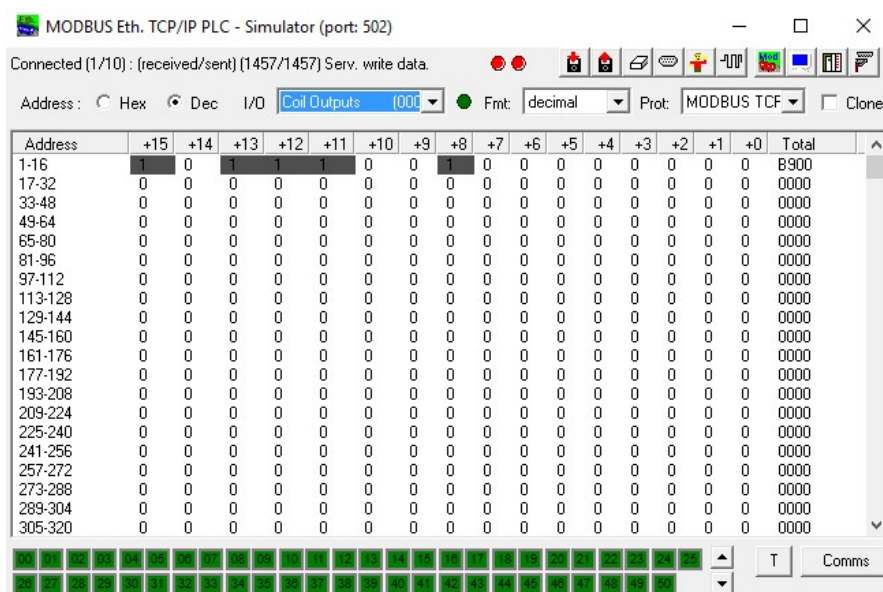 MODBUS Eth. TCP/IP PLC - Simulator (port: 502)
Connected (1/10) : (received/sent) (1457/1457) Serv. write data.
Address : Hex Dec I/O Coil Outputs (000 Fmt: decimal Prot: MODBUS TCP Clone
Address +15 +14 +13 +12 +11 +10 +9 +8 +7 +6 +5 +4 +3 +2 +1 +0 Total
1-16 1 0 1 1 1 0 0 1 0 0 0 0 0 0 0 0 B900
17-32 0 0 0 0 0 0 0 0 0 0 0 0 0 0 0 0 0000
33-48 0 0 0 0 0 0 0 0 0 0 0 0 0 0 0 0 0000
49-64 0 0 0 0 0 0 0 0 0 0 0 0 0 0 0 0 0000
65-80 0 0 0 0 0 0 0 0 0 0 0 0 0 0 0 0 0000
81-96 0 0 0 0 0 0 0 0 0 0 0 0 0 0 0 0 0000
97-112 0 0 0 0 0 0 0 0 0 0 0 0 0 0 0 0 0000
113-128 0 0 0 0 0 0 0 0 0 0 0 0 0 0 0 0 0000
129-144 0 0 0 0 0 0 0 0 0 0 0 0 0 0 0 0 0000
145-160 0 0 0 0 0 0 0 0 0 0 0 0 0 0 0 0 0000
161-176 0 0 0 0 0 0 0 0 0 0 0 0 0 0 0 0 0000
177-192 0 0 0 0 0 0 0 0 0 0 0 0 0 0 0 0 0000
193-208 0 0 0 0 0 0 0 0 0 0 0 0 0 0 0 0 0000
209-224 0 0 0 0 0 0 0 0 0 0 0 0 0 0 0 0 0000
225-240 0 0 0 0 0 0 0 0 0 0 0 0 0 0 0 0 0000
241-256 0 0 0 0 0 0 0 0 0 0 0 0 0 0 0 0 0000
257-272 0 0 0 0 0 0 0 0 0 0 0 0 0 0 0 0 0000
273-288 0 0 0 0 0 0 0 0 0 0 0 0 0 0 0 0 0000
289-304 0 0 0 0 0 0 0 0 0 0 0 0 0 0 0 0 0000
305-320 0 0 0 0 0 0 0 0 0 0 0 0 0 0 0 0 0000
00 01 02 03 04 05 06 07 08 09 10 11 12 13 14 15 16 17 18 19 20 21 22 23 24 25 T Comms
26 27 28 29 30 31 32 33 34 35 36 37 38 39 40 41 42 43 44 45 46 47 48 49 50